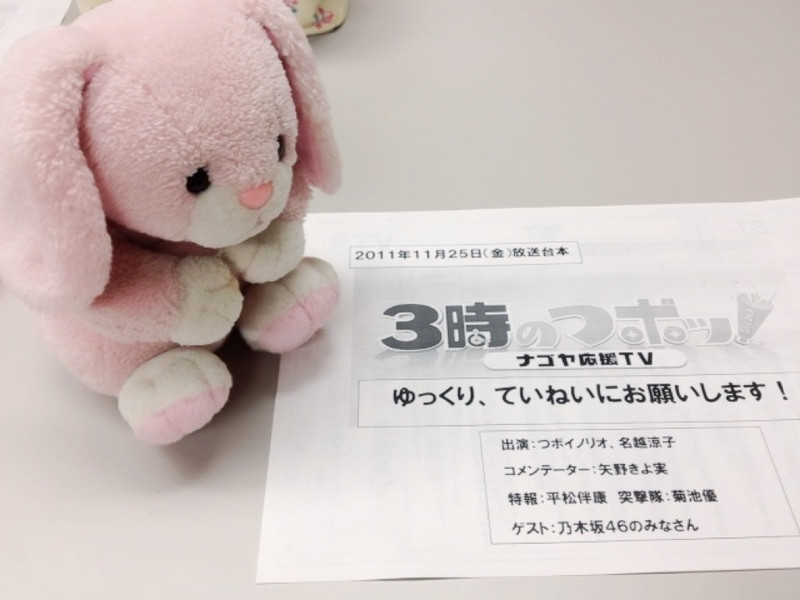 2011年11月25日(金)放送台本
3時のつボッ!
ナゴヤ応援TV
ゆっくり、ていねいにお願いします!
出演:つボイノリオ、名越涼子
コメンテーター:矢野きよ実
特報:平松伴康 突撃隊:菊池優
ゲスト:乃木坂46のみなさん